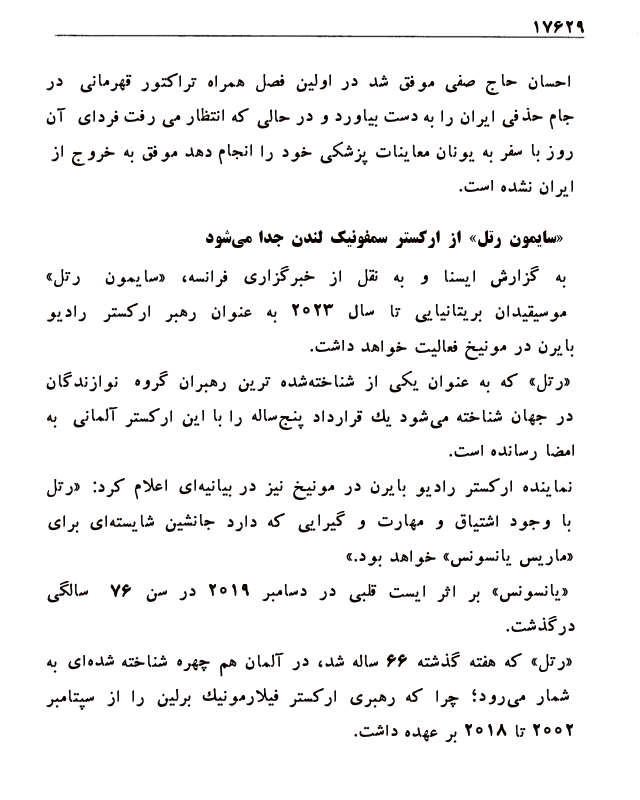 ۱۷۶۲۹
احسان حاج صفی موفق شد در اولین فصل همراه تراکتور قهرمانی در
جام حذفی ایران را به دست بیاورد و در حالی که انتظار می رفت فردای آن
روز با سفر به یونان معاینات پزشکی خود را انجام دهد موفق به خروج از
ایران نشده است.
«سایمون رتل» از ارکستر سمفونیک لندن جدا می‌شود
به گزارش ایسنا و به نقل از خبرگزاری فرانسه، «سایمون رتل»
موسیقیدان بریتانیایی تا سال ۲۰۲۳ به عنوان رهبر ارکستر رادیو
بایرن در مونیخ فعالیت خواهد داشت.
«رتل» که به عنوان یکی از شناخته‌شده ترین رهبران گروه نوازندگان
در جهان شناخته می‌شود یك قرارداد پنج‌ساله را با این ارکستر آلمانی به
امضا رسانده است.
نماینده ارکستر رادیو بایرن در مونیخ نیز در بیانیه‌ای اعلام کرد: «رتل
با وجود اشتیاق و مهارت و گیرایی که دارد جانشین شایسته‌ای برای
«ماریس یانسونس» خواهد بود.»
«یانسونس» بر اثر ایست قلبی در دسامبر ۲۰۱۹ در سن ۷۶ سالگی
درگذشت.
«رتل» که هفته گذشته ۶۶ ساله شد، در آلمان هم چهره شناخته شده‌ای به
شمار می‌رود؛ چرا که رهبری ارکستر فیلارمونیك برلین را از سپتامبر
۲۰۰۲ تا ۲۰۱۸ بر عهده داشت.